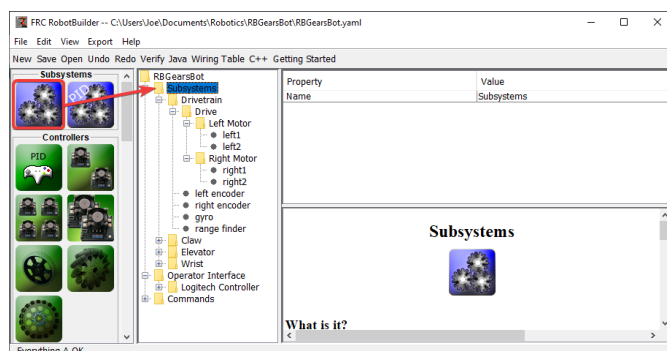 FRC RobotBuilder -- C:\Users\Joe\Documents\Robotics\RBGearsBot\RBGearsBot.yaml
File Edit View Export Help
New Save Open Undo Redo Verify Java Wiring Table C++ Getting Started
Subsystems
PID
Controllers
PID
RBGearsBot
Subsystems
Drivetrain
Drive
Left Motor
left1
left2
Right Motor
right1
right2
left encoder
right encoder
gyro
range finder
Claw
Elevator
Wrist
Operator Interface
Logitech Controller
Commands
Property Value
Name Subsystems
Subsystems
What is it?
Everything A OK